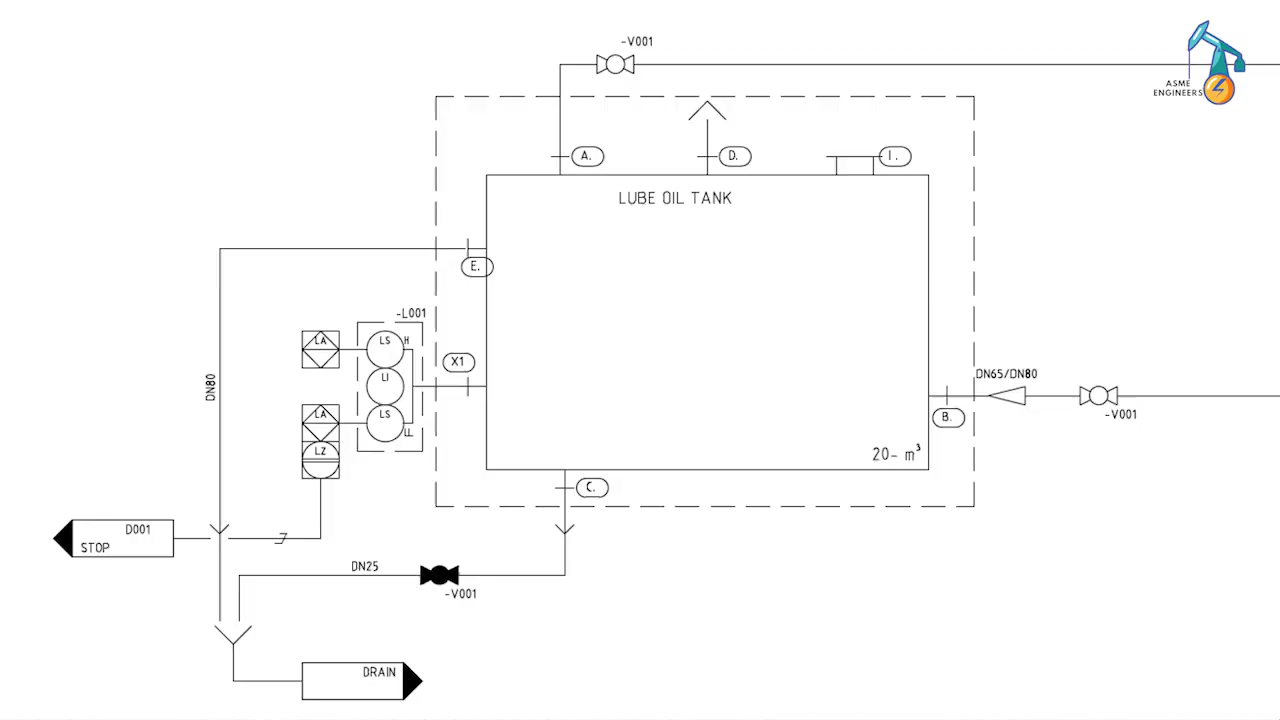 -V001
ASME
ENGINEERS
A.
D.
I.
LUBE OIL TANK
E.
-L001
LA
LS
H
X1
LI
DN65/DN80
DN80
LA
LS
B.
-V001
LZ
20- m³
C.
D001
STOP
DN25
-V001
DRAIN